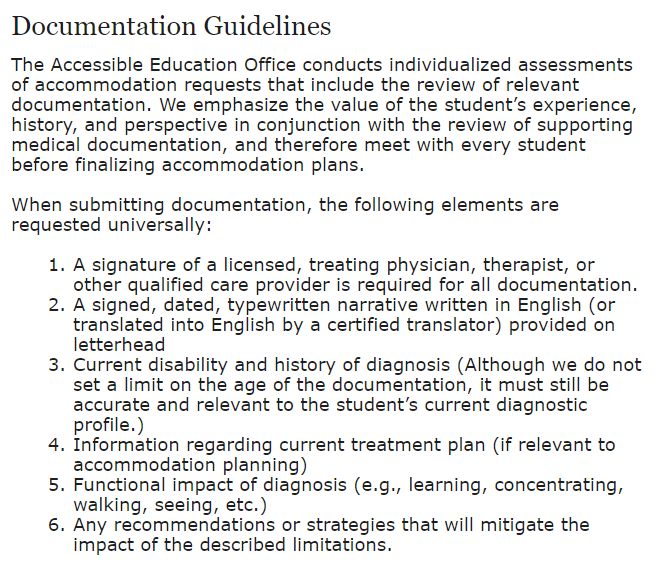 Documentation Guidelines
The Accessible Education Office conducts individualized assessments
of accommodation requests that include the review of relevant
documentation. We emphasize the value of the student’s experience,
history, and perspective in conjunction with the review of supporting
medical documentation, and therefore meet with every student
before finalizing accommodation plans.
When submitting documentation, the following elements are
requested universally:
1. A signature of a licensed, treating physician, therapist, or
other qualified care provider is required for all documentation.
2. A signed, dated, typewritten narrative written in English (or
translated into English by a certified translator) provided on
letterhead
3. Current disability and history of diagnosis (Although we do not
set a limit on the age of the documentation, it must still be
accurate and relevant to the student’s current diagnostic
profile.)
4. Information regarding current treatment plan (if relevant to
accommodation planning)
5. Functional impact of diagnosis (e.g., learning, concentrating,
walking, seeing, etc.)
6. Any recommendations or strategies that will mitigate the
impact of the described limitations.